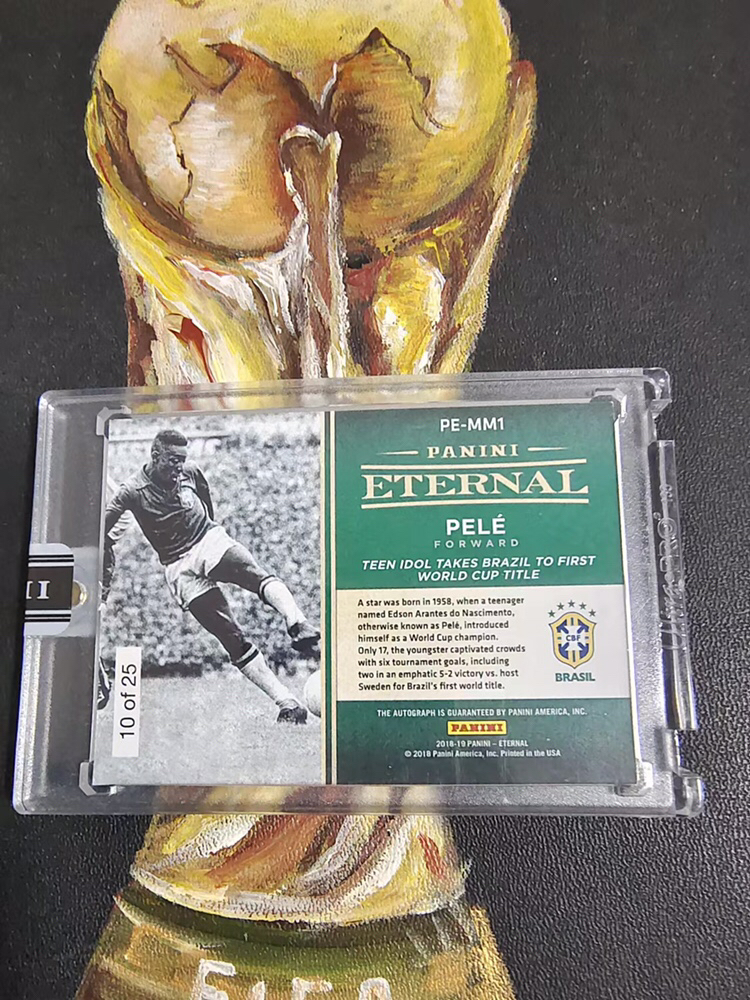 PE-MM1
PANINI
ETERNAL
PELÉ
FORWARD
TEEN IDOL TAKES BRAZIL TO FIRST
WORLD CUP TITLE
A star was born in 1958, when a teenager
named Edson Arantes do Nascimento,
otherwise known as Pelé, introduced
himself as a World Cup champion.
Only 17, the youngster captivated crowds
with six tournament goals, including
two in an emphatic 5-2 victory vs. host
Sweden for Brazil's first world title.
CBF
BRASIL
THE AUTOGRAPH IS GUARANTEED BY PANINI AMERICA, INC.
PANINI
2018-19 PANINI – ETERNAL
© 2018 Panini America, Inc. Printed in the USA
10 of 25
FIFA